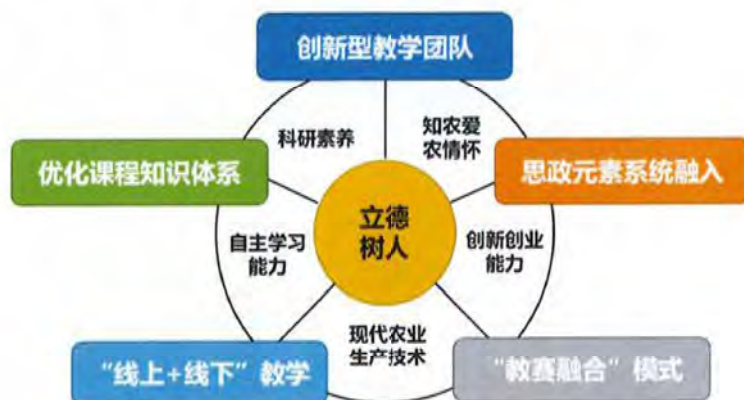 创新型教学团队
科研素养
知农爱
农情怀
优化课程知识体系
思政元素系统融入
立德
树人
自主学习
能力
创新创业
能力
现代农业
生产技术
“线上+线下”教学
“教赛融合”模式